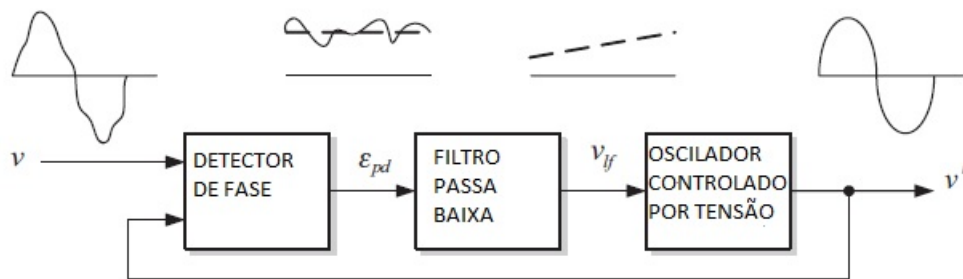 v
DETECTOR
DE FASE
ε_pd
FILTRO
PASSA
BAIXA
v_lf
OSCILADOR
CONTROLADO
POR TENSÃO
v'